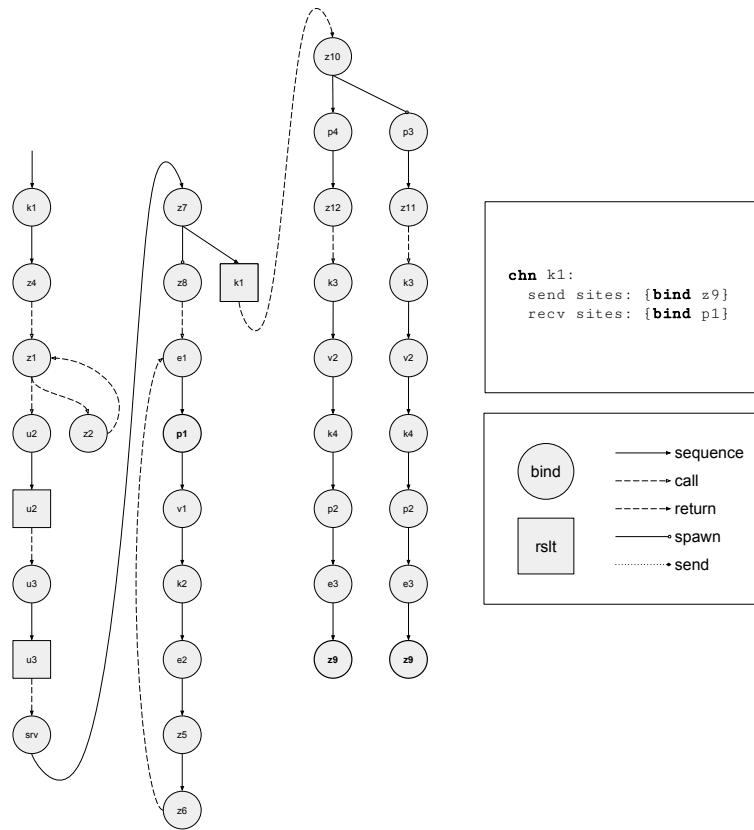 z10
p4
p3
k1
z7
z12
z11
z4
z8
k1
k3
k3
z1
e1
v2
v2
u2
z2
p1
k4
k4
u2
v1
p2
p2
u3
k2
e3
e3
u3
e2
z9
z9
srv
z5
z6
chn k1:
send sites: {bind z9}
recv sites: {bind p1}
bind
rslt
sequence
call
return
spawn
send